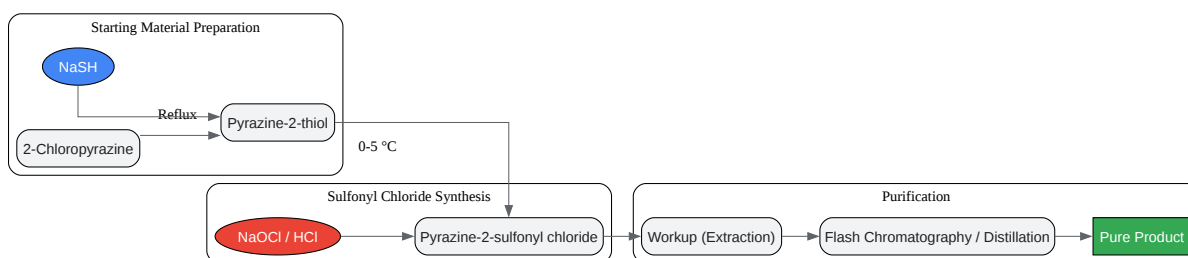 Starting Material Preparation
NaSH
Reflux
Pyrazine-2-thiol
2-Chloropyrazine
0-5 °C
Sulfonyl Chloride Synthesis
Purification
NaOCl / HCl
Pyrazine-2-sulfonyl chloride
Workup (Extraction)
Flash Chromatography / Distillation
Pure Product